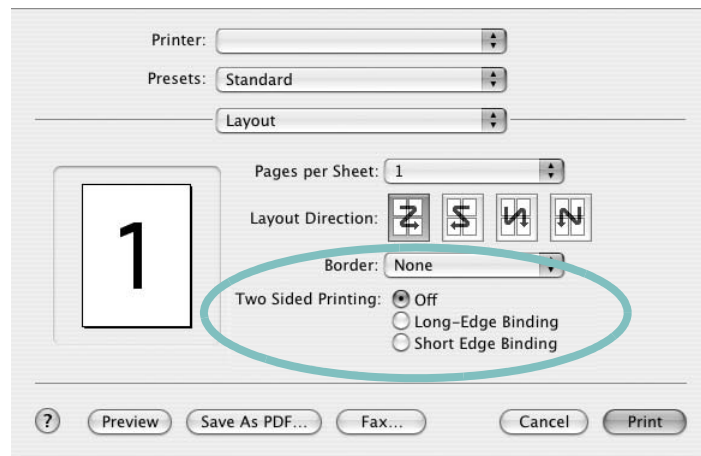 Printer:
Presets: Standard
Layout
Pages per Sheet: 1
Layout Direction:
1
Border: None
Two Sided Printing: Off
Long-Edge Binding
Short Edge Binding
? Preview Save As PDF... Fax... Cancel Print